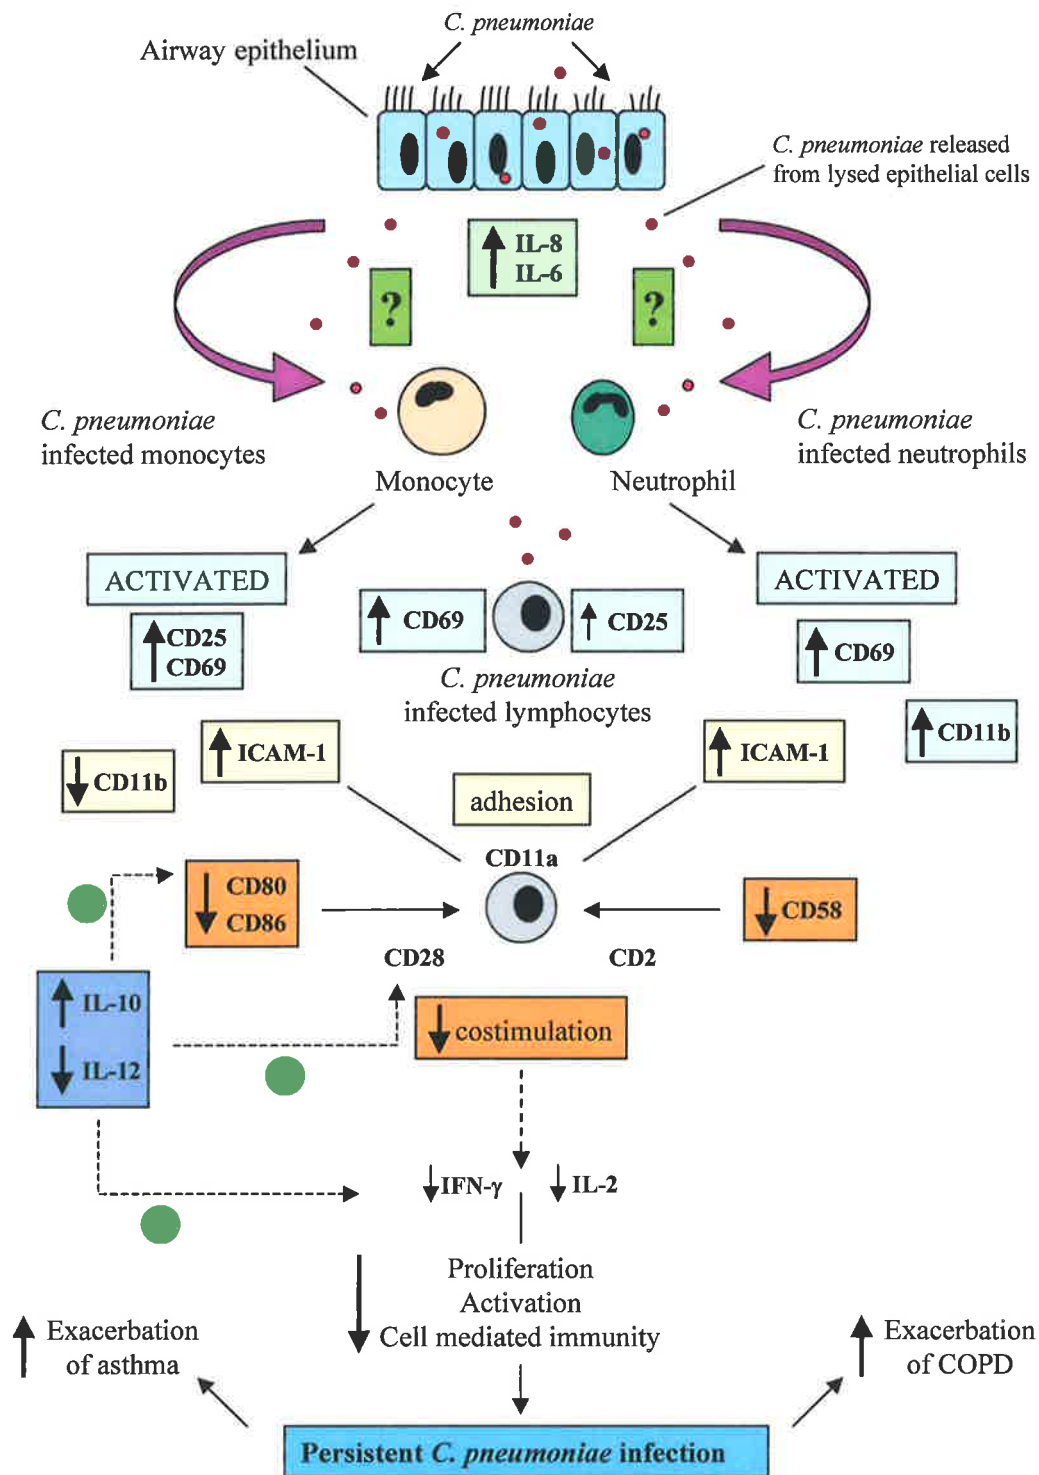 C. pneumoniae
Airway epithelium
C. pneumoniae released
from lysed epithelial cells
IL-8
IL-6
?
?
C. pneumoniae
infected monocytes
C. pneumoniae
infected neutrophils
Monocyte
Neutrophil
ACTIVATED
ACTIVATED
CD25
CD69
CD69
CD25
CD69
C. pneumoniae
infected lymphocytes
CD11b
ICAM-1
ICAM-1
CD11b
adhesion
CD11a
CD80
CD86
CD58
CD28
CD2
IL-10
IL-12
costimulation
IFN-γ
IL-2
Proliferation
Activation
Cell mediated immunity
Exacerbation
of asthma
Exacerbation
of COPD
Persistent C. pneumoniae infection